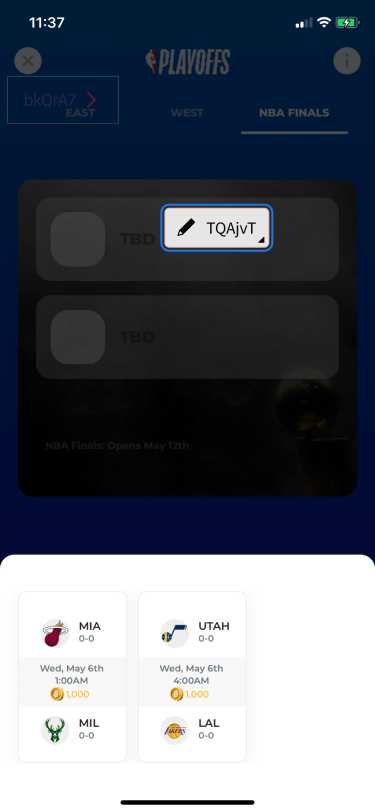 11:37
PLAYOFFS
bkQrA7
EAST WEST NBA FINALS
TQAjvT
TBD
TBD
NBA Finals: Opens May 12th
MIA
0-0
Wed, May 6th
1:00AM
1,000
MIL
0-0
UTAH
0-0
Wed, May 6th
4:00AM
1,000
LAL
0-0